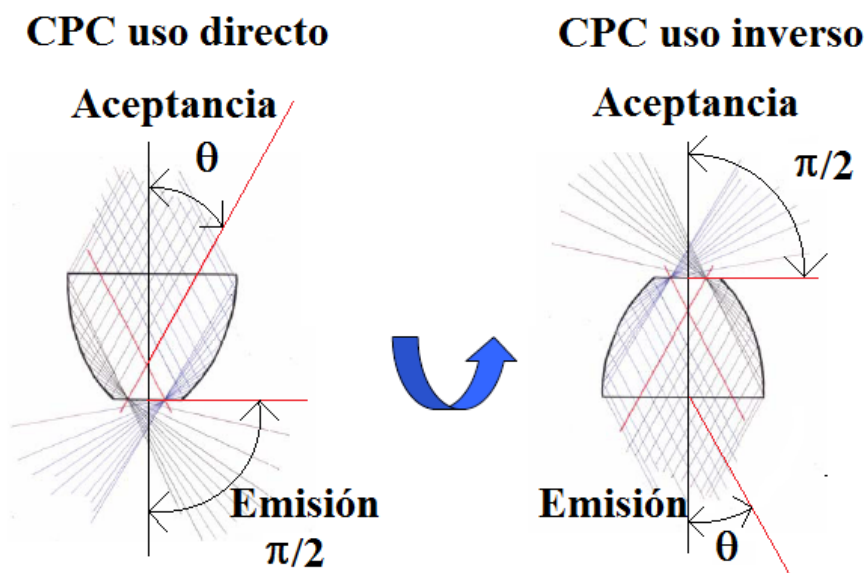 CPC uso directo
Aceptancia
θ
Emisión
π/2
CPC uso inverso
Aceptancia
π/2
Emisión
θ